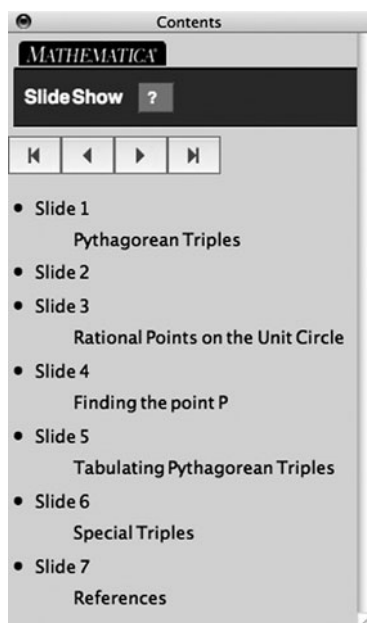 Contents
MATHEMATICA
SlideShow ?
• Slide 1
Pythagorean Triples
• Slide 2
• Slide 3
Rational Points on the Unit Circle
• Slide 4
Finding the point P
• Slide 5
Tabulating Pythagorean Triples
• Slide 6
Special Triples
• Slide 7
References